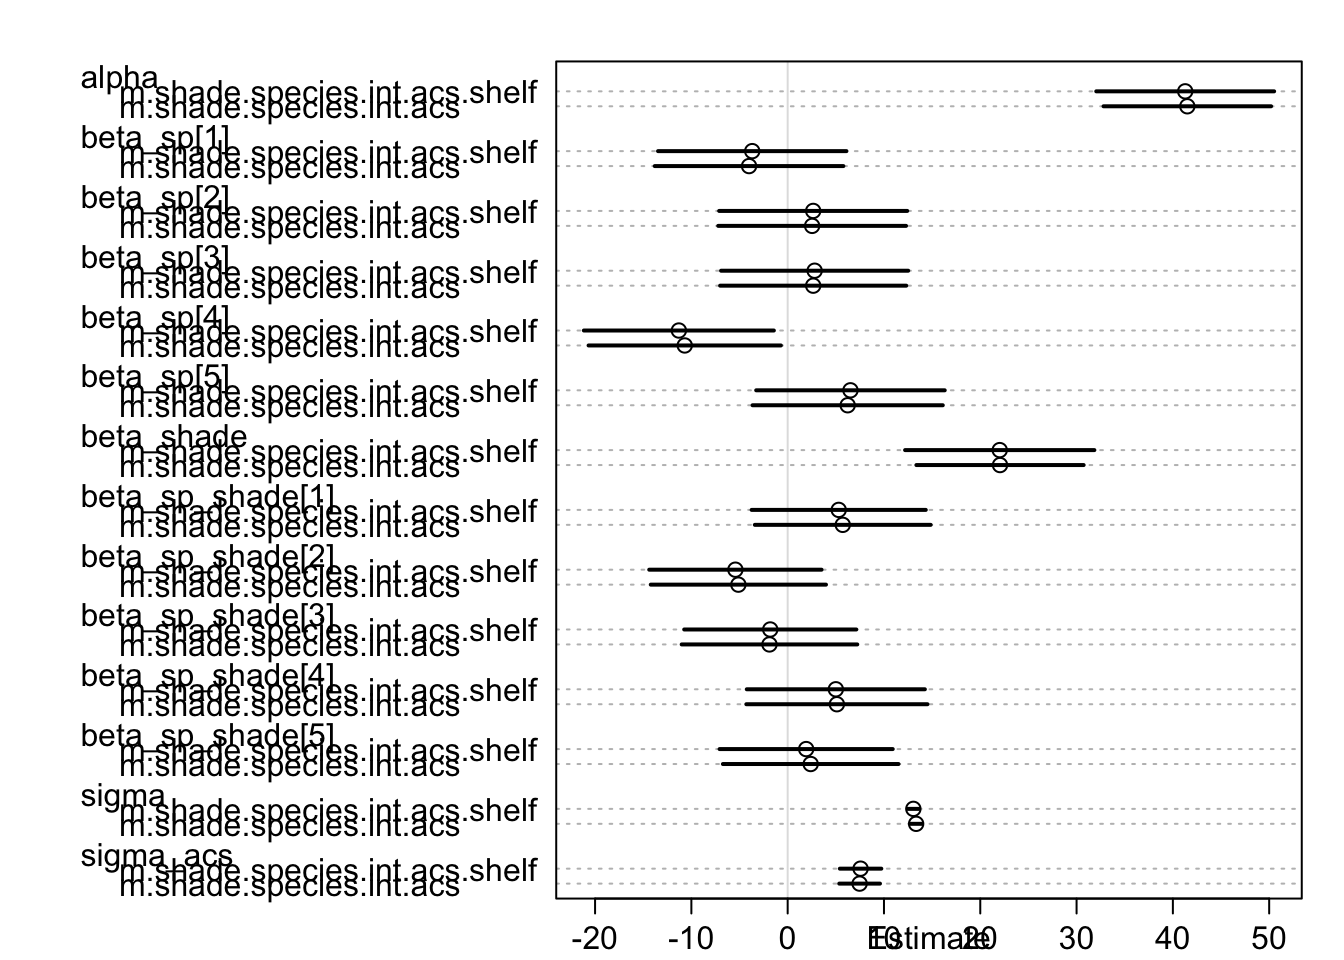 alpha
m.shade.species.int.acs.shelf
m.shade.species.int.acs
beta_sp[1]
m.shade.species.int.acs.shelf
m.shade.species.int.acs
beta_sp[2]
m.shade.species.int.acs.shelf
m.shade.species.int.acs
beta_sp[3]
m.shade.species.int.acs.shelf
m.shade.species.int.acs
beta_sp[4]
m.shade.species.int.acs.shelf
m.shade.species.int.acs
beta_sp[5]
m.shade.species.int.acs.shelf
m.shade.species.int.acs
beta_shade
m.shade.species.int.acs.shelf
m.shade.species.int.acs
beta_sp_shade[1]
m.shade.species.int.acs.shelf
m.shade.species.int.acs
beta_sp_shade[2]
m.shade.species.int.acs.shelf
m.shade.species.int.acs
beta_sp_shade[3]
m.shade.species.int.acs.shelf
m.shade.species.int.acs
beta_sp_shade[4]
m.shade.species.int.acs.shelf
m.shade.species.int.acs
beta_sp_shade[5]
m.shade.species.int.acs.shelf
m.shade.species.int.acs
sigma
m.shade.species.int.acs.shelf
m.shade.species.int.acs
sigma_acs
m.shade.species.int.acs.shelf
m.shade.species.int.acs
-20 -10 0 10 20 30 40 50
Estimate